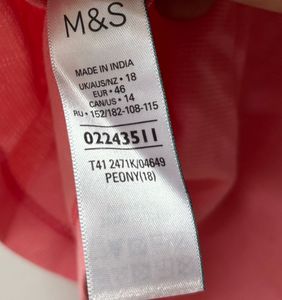 M&S
MADE IN INDIA
UK/AUS/NZ • 18
EUR • 46
CAN/US • 14
RU • 152/182-108-115
02243511
T41 2471K/04649
PEONY(18)